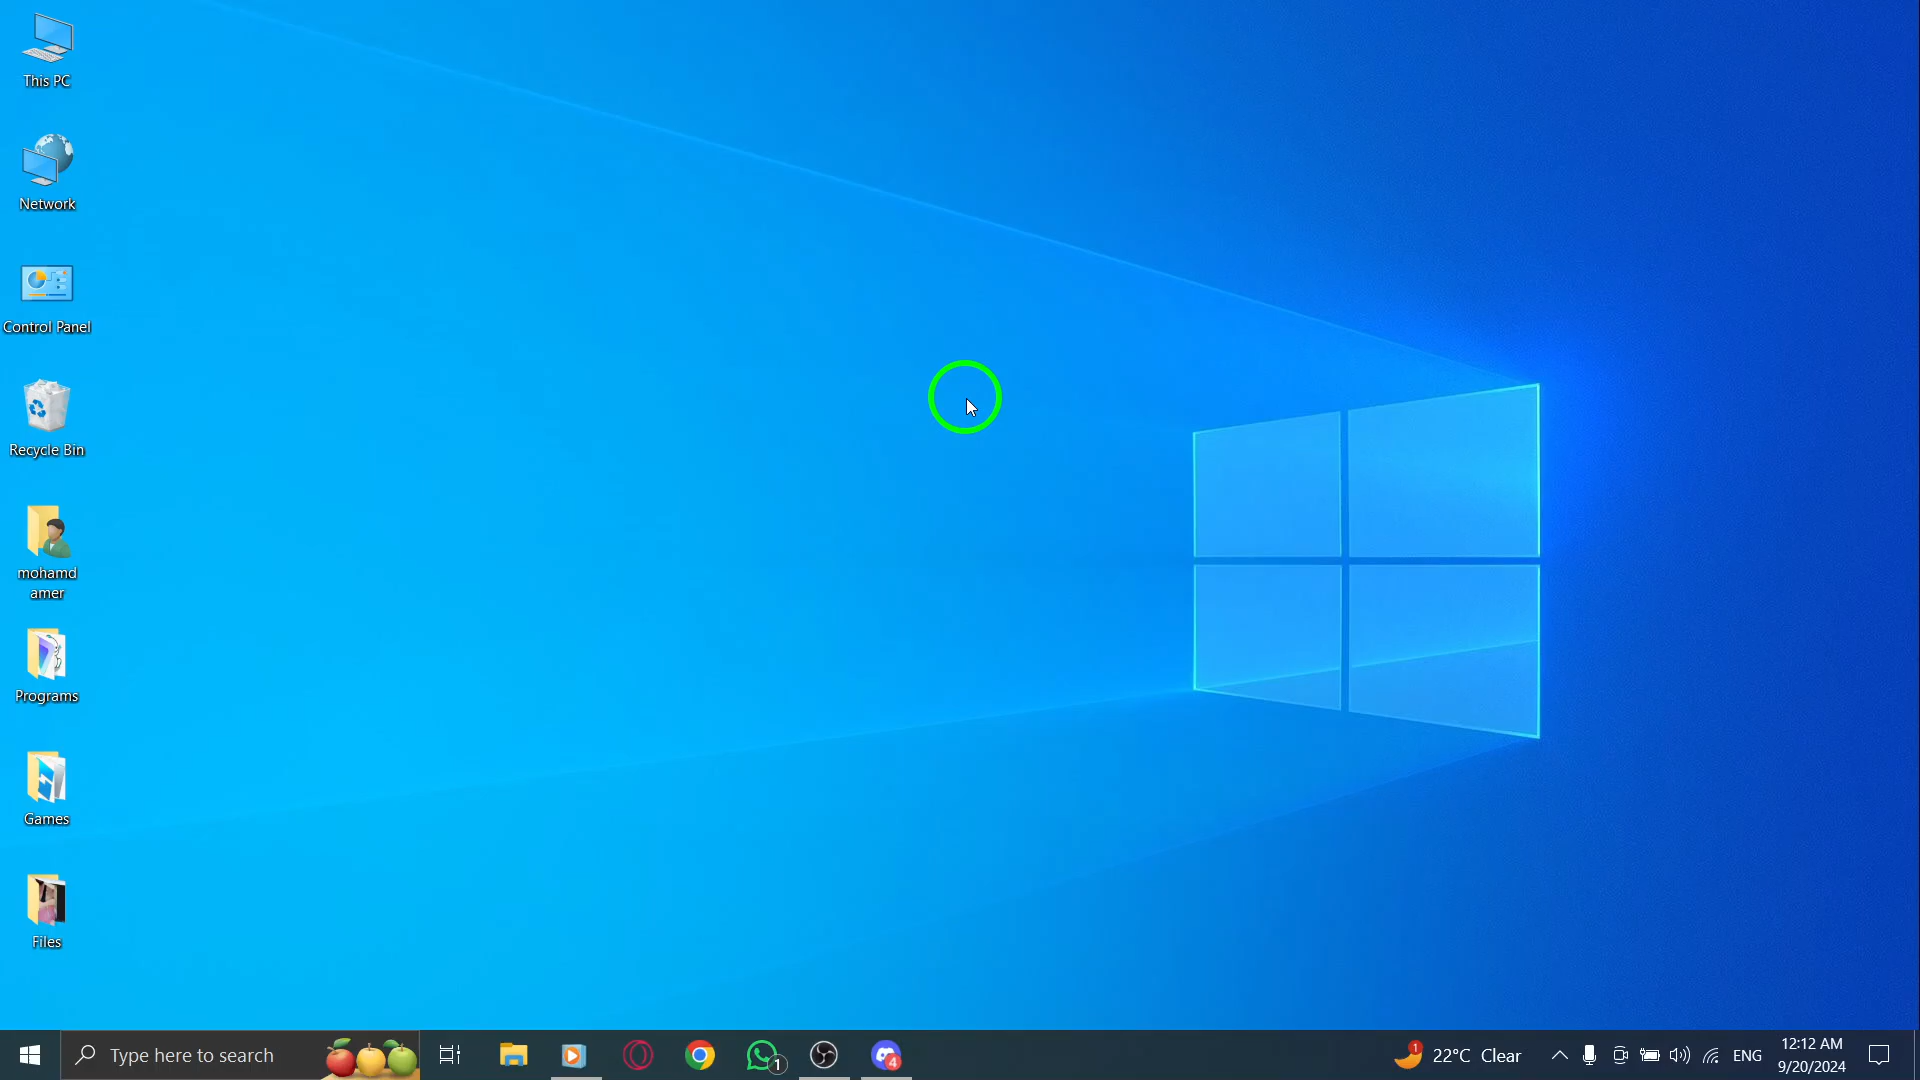 This PC
Network
Control Panel
Recycle Bin
mohamd
amer
Programs
Games
Files
Type here to search
1
4
1
22°C Clear
ENG
12:12 AM
9/20/2024